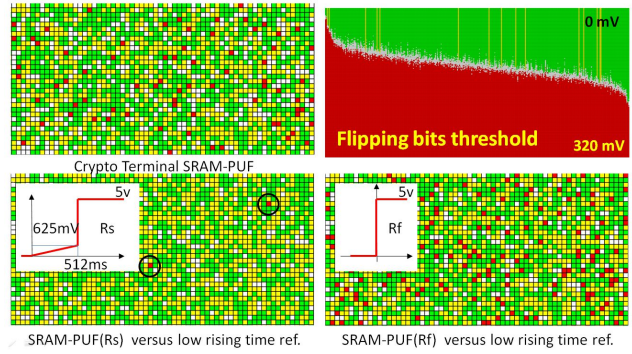 0 mV
Flipping bits threshold
320 mV
Crypto Terminal SRAM-PUF
5v
625mV
Rs
512ms
5v
Rf
SRAM-PUF(Rs) versus low rising time ref.
SRAM-PUF(Rf) versus low rising time ref.